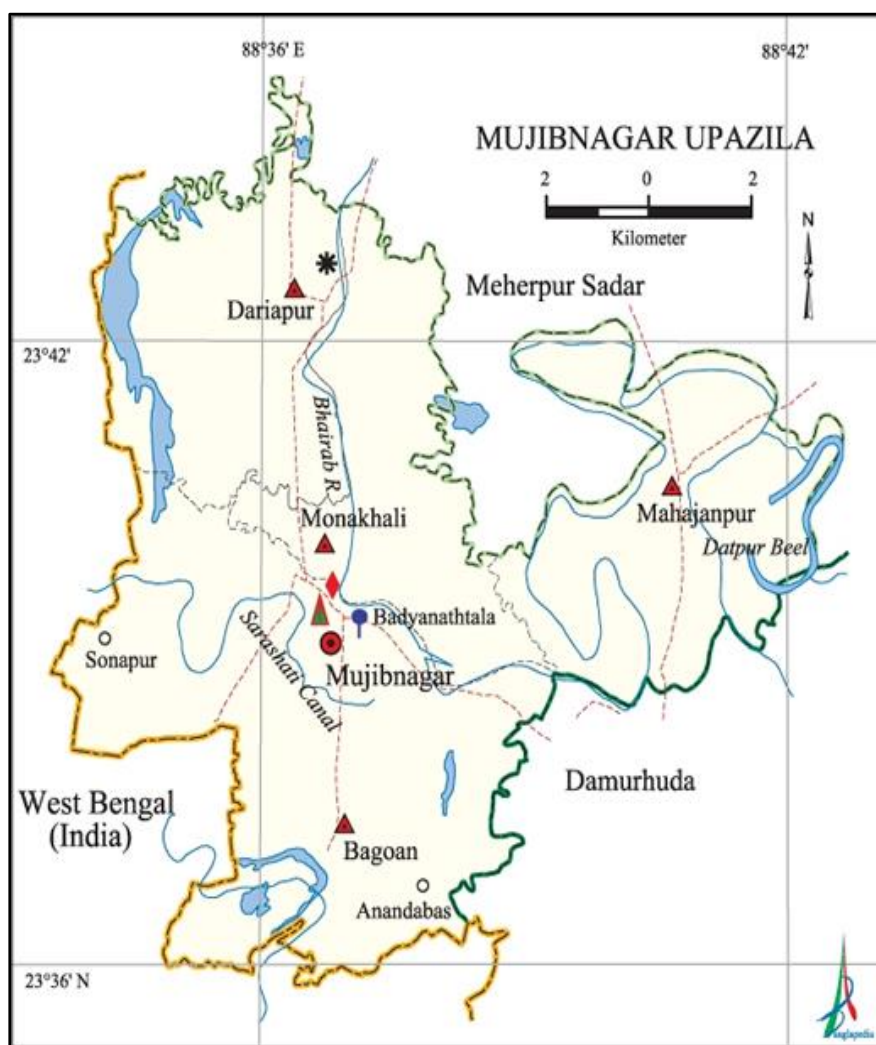 88°36' E
88°42'
MUJIBNAGAR UPAZILA
2 0 2
Kilometer
N
Meherpur Sadar
Dariapur
23°42'
Bhairab R
Monakhali
Mahajanpur
Datpur Beel
Badyanathtala
Sonapur
Sarashati Canal
Mujibnagar
Damurhuda
West Bengal
(India)
Bagoan
Anandabas
23°36' N